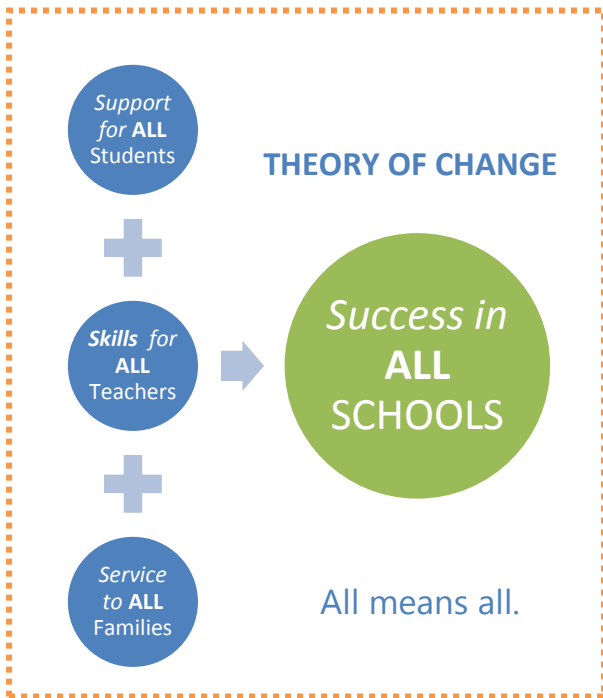 Support
for ALL
Students
THEORY OF CHANGE
Skills for
ALL
Teachers
Success in
ALL
SCHOOLS
Service
to ALL
Families
All means all.